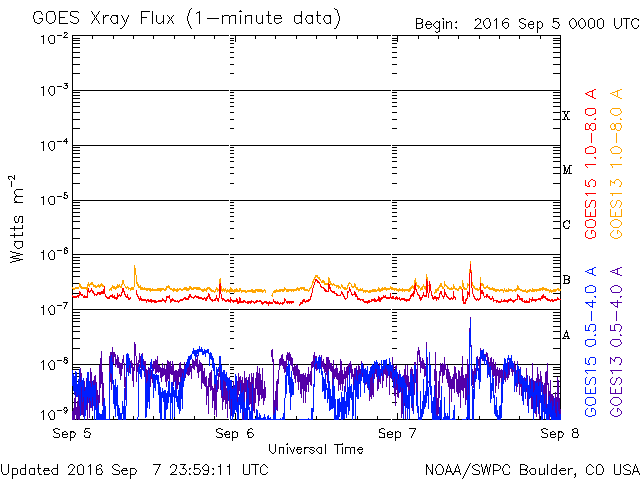 GOES Xray Flux (1-minute data)
Begin: 2016 Sep 5 0000 UTC
10-2
10-3
10-4
10-5
10-6
10-7
10-8
10-9
Watts m-2
X
M
C
B
A
GOES15 1.0-8.0 A
GOES13 1.0-8.0 A
GOES15 0.5-4.0 A
GOES13 0.5-4.0 A
Sep 5
Sep 6
Sep 7
Sep 8
Universal Time
Updated 2016 Sep 7 23:59:11 UTC
NOAA/SWPC Boulder, CO USA